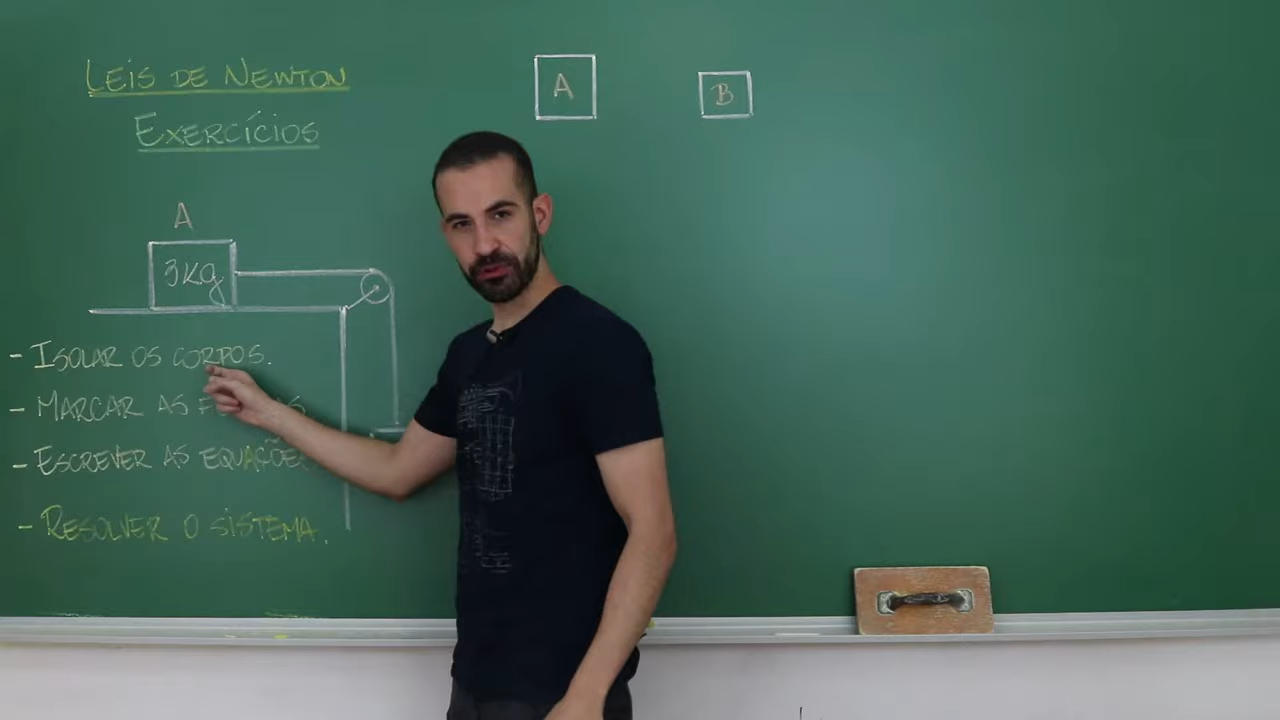 LEIS DE NEWTON
EXERCÍCIOS
A
B
A
3Kg
- ISOLAR OS CORPOS.
- MARCAR AS
- ESCREVER AS EQUAÇÕES
- RESOLVER O SISTEMA.